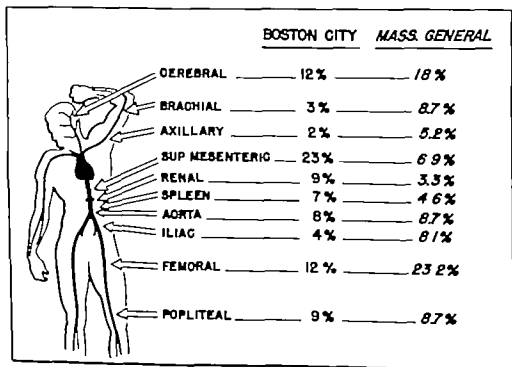 BOSTON CITY MASS. GENERAL
CEREBRAL 12% 18%
BRACHIAL 3% 8.7%
AXILLARY 2% 5.2%
SUP MESENTERIC 23% 6.9%
RENAL 9% 3.3%
SPLEEN 7% 4.6%
AORTA 8% 8.7%
ILIAC 4% 8.1%
FEMORAL 12% 23.2%
POPLITEAL 9% 8.7%